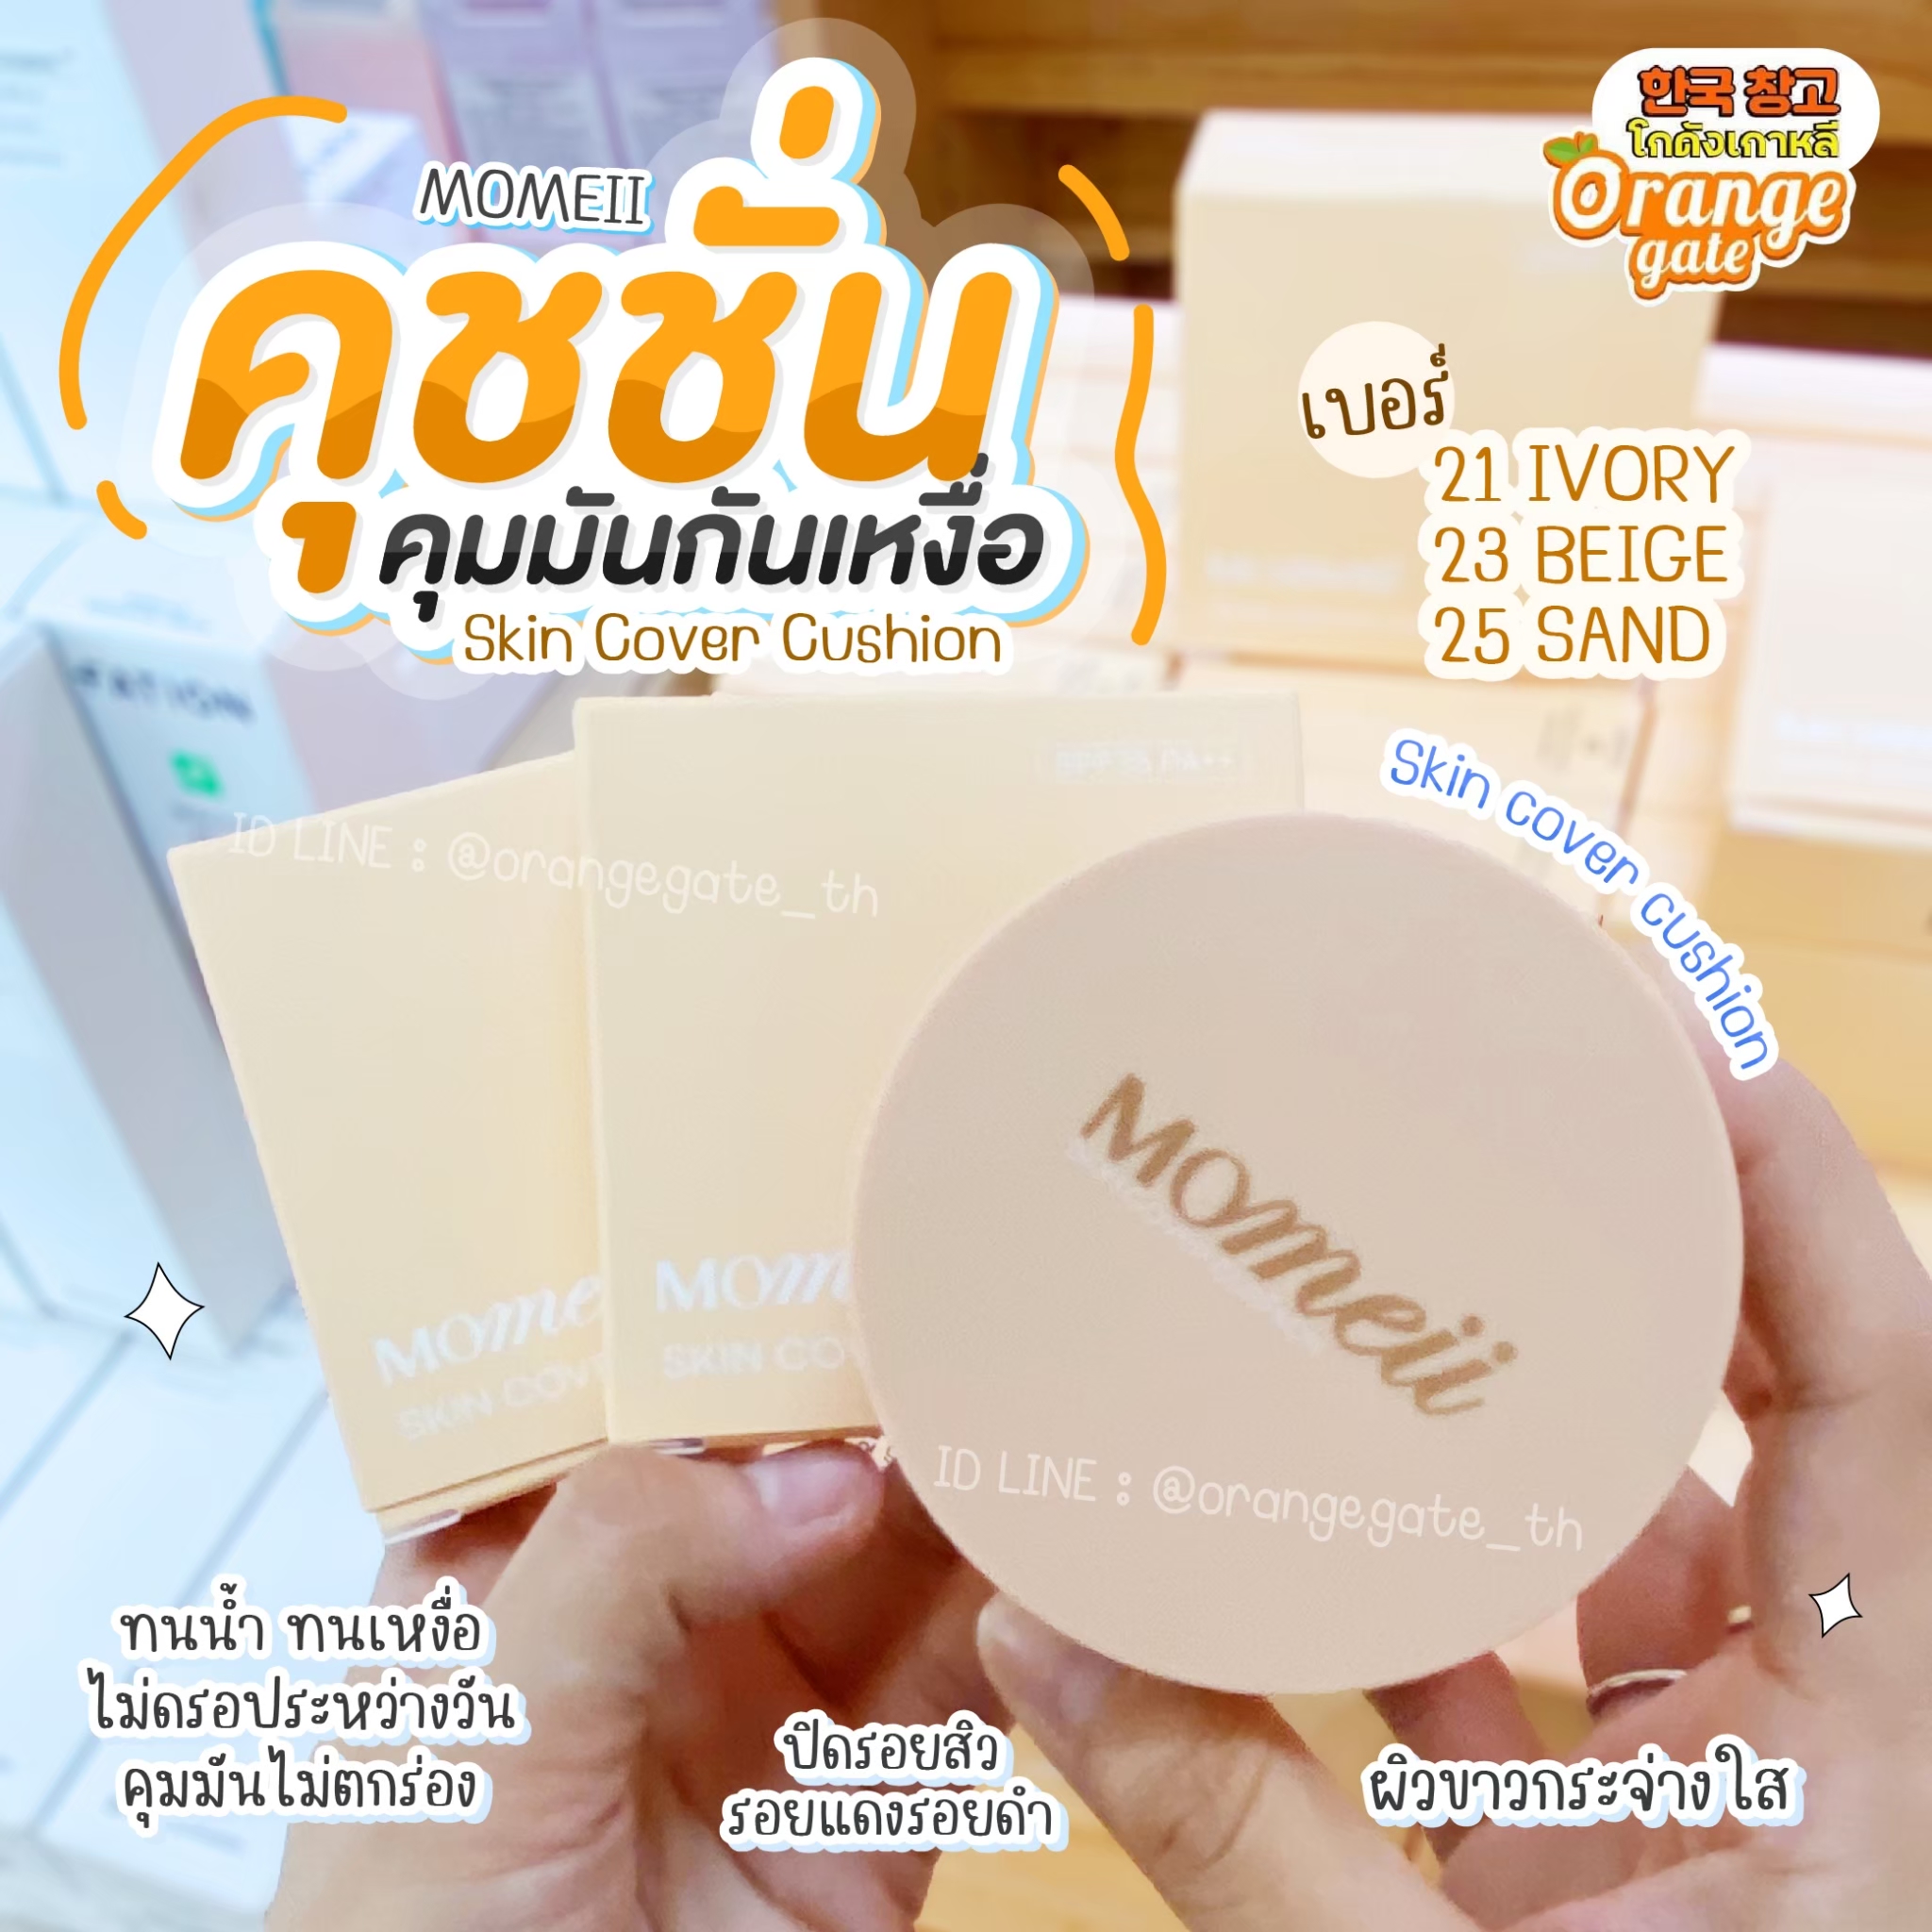 MOMEII
คุชชั่น
คุมมันกันเหงื่อ
Skin Cover Cushion
한국 창고
โกดังเกาหลี
Orange
gate
เบอร์
21 IVORY
23 BEIGE
25 SAND
Skin cover cushion
ID LINE : @orangegate_th
MOmeii
MOme
SKIN COV
MOm
SKIN CO
ID LINE : @orangegate_th
ทนน้ำ ทนเหงื่อ
ไม่ดรอประหว่างวัน
คุมมันไม่ตกร่อง
ปิดรอยสิว
รอยแดงรอยดำ
ผิวขาวกระจ่างใส